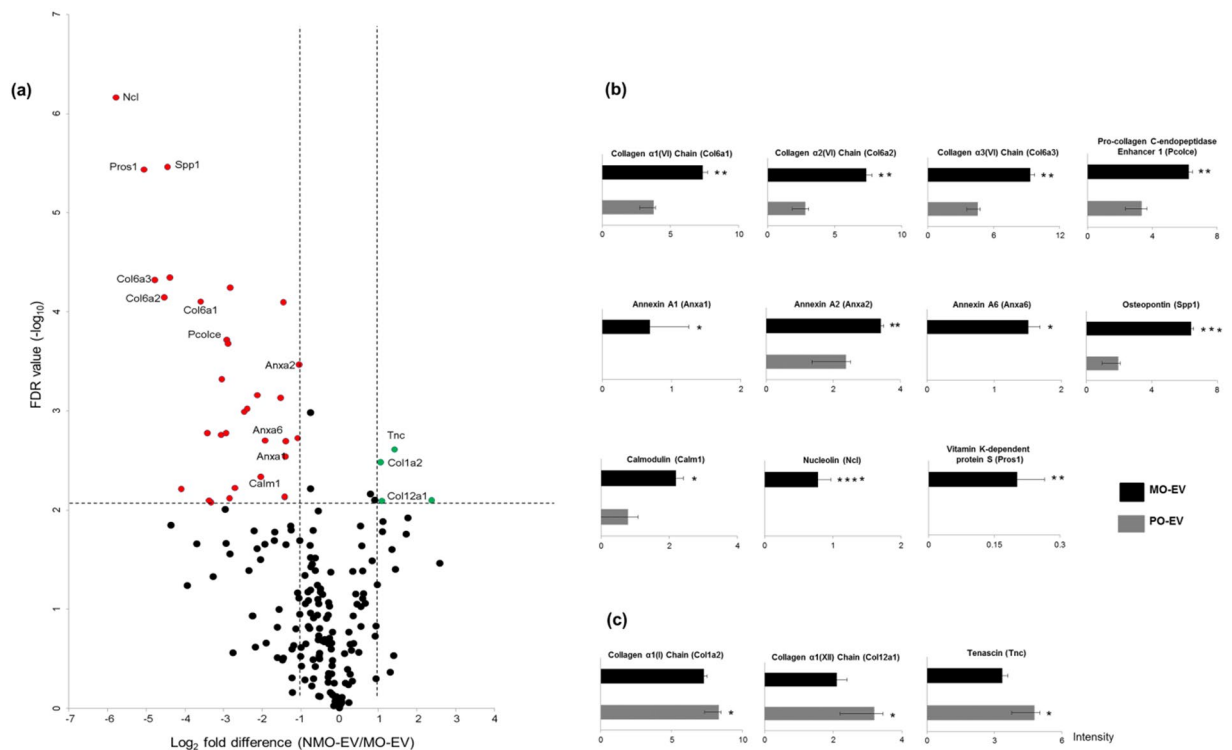 (a)
7
6
5
4
3
2
1
0
FDR value (-log10)
-7
-6
-5
-4
-3
-2
-1
0
1
2
3
4
Log2 fold difference (NMO-EV/MO-EV)
Ncl
Pros1
Spp1
Col6a3
Col6a2
Col6a1
Pcolce
Anxa2
Anxa6
Anxa1
Calm1
Tnc
Col1a2
Col12a1
(b)
Collagen α1(VI) Chain (Col6a1)
**
0
5
10
Collagen α2(VI) Chain (Col6a2)
**
0
5
10
Collagen α3(VI) Chain (Col6a3)
**
0
6
12
Pro-collagen C-endopeptidase
Enhancer 1 (Pcolce)
**
0
4
8
Annexin A1 (Anxa1)
*
0
1
2
Annexin A2 (Anxa2)
**
0
2
4
Annexin A6 (Anxa6)
*
0
1
2
Osteopontin (Spp1)
***
0
4
8
Calmodulin (Calm1)
*
0
2
4
Nucleolin (Ncl)
****
0
1
2
Vitamin K-dependent
protein S (Pros1)
**
0
0.15
0.3
MO-EV
PO-EV
(c)
Collagen α1(I) Chain (Col1a2)
*
0
5
10
Collagen α1(XII) Chain (Col12a1)
*
0
2
4
Tenascin (Tnc)
*
0
3
6
Intensity